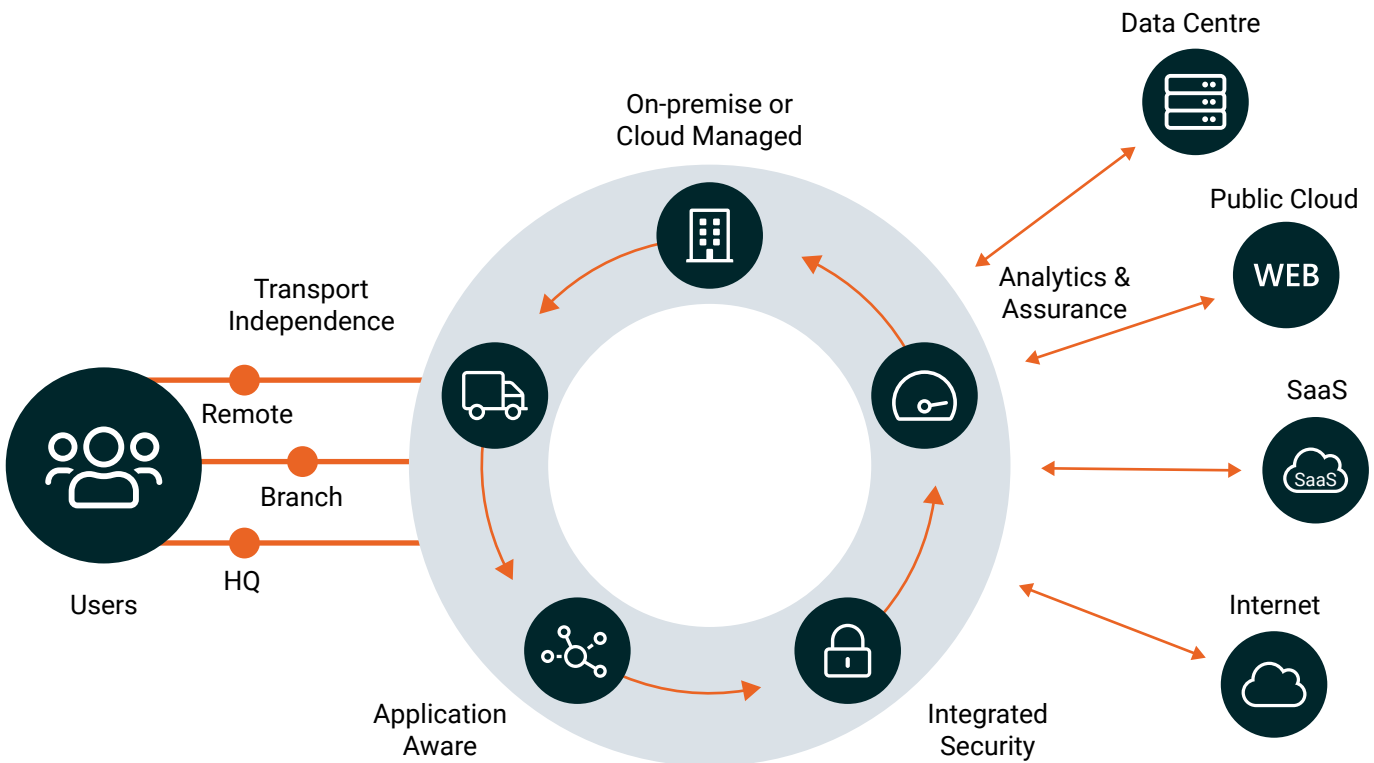 Data Centre
On-premise or
Cloud Managed
Public Cloud
WEB
Analytics &
Assurance
Transport
Independence
SaaS
SaaS
Remote
Branch
HQ
Users
Internet
Application
Aware
Integrated
Security